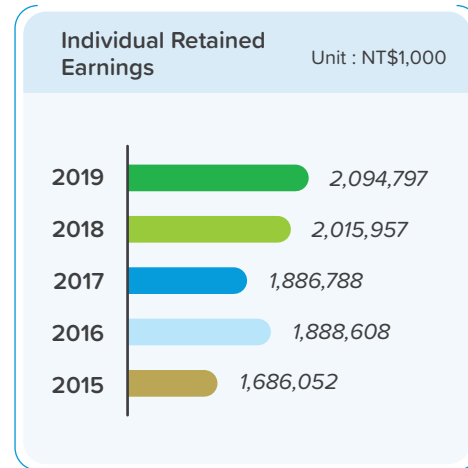 Individual Retained
Earnings
Unit : NT$1,000
2019 2,094,797
2018 2,015,957
2017 1,886,788
2016 1,888,608
2015 1,686,052